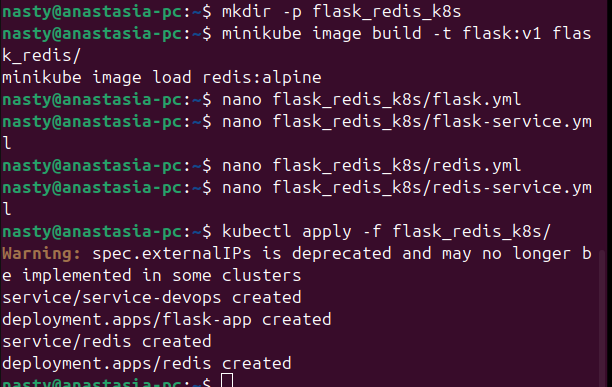 nasty@anastasia-pc:~$ mkdir -p flask_redis_k8s
nasty@anastasia-pc:~$ minikube image build -t flask:v1 flas
k_redis/
minikube image load redis:alpine
nasty@anastasia-pc:~$ nano flask_redis_k8s/flask.yml
nasty@anastasia-pc:~$ nano flask_redis_k8s/flask-service.ym
l
nasty@anastasia-pc:~$ nano flask_redis_k8s/redis.yml
nasty@anastasia-pc:~$ nano flask_redis_k8s/redis-service.ym
l
nasty@anastasia-pc:~$ kubectl apply -f flask_redis_k8s/
Warning: spec.externalIPs is deprecated and may no longer b
e implemented in some clusters
service/service-devops created
deployment.apps/flask-app created
service/redis created
deployment.apps/redis created
nasty@anastasia-pc:~$